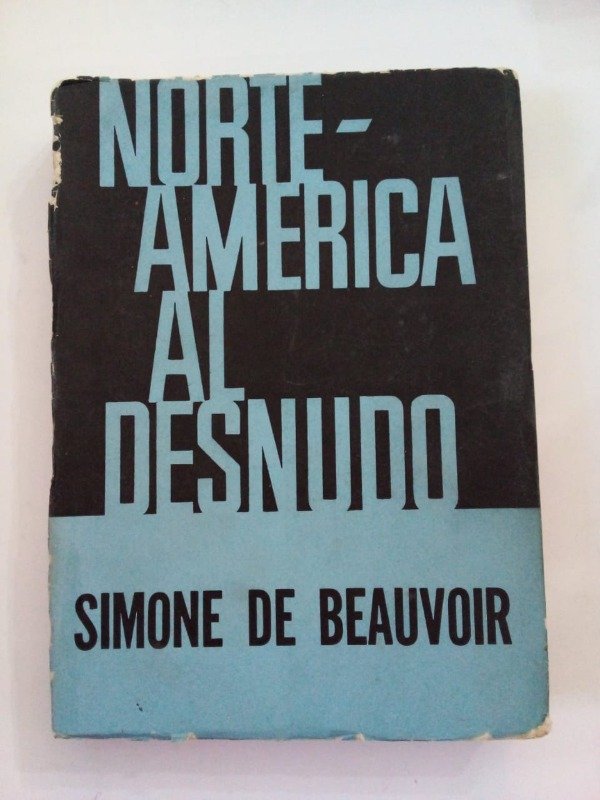 NORTE-
AMERICA
AL
DESNUDO
SIMONE DE BEAUVOIR